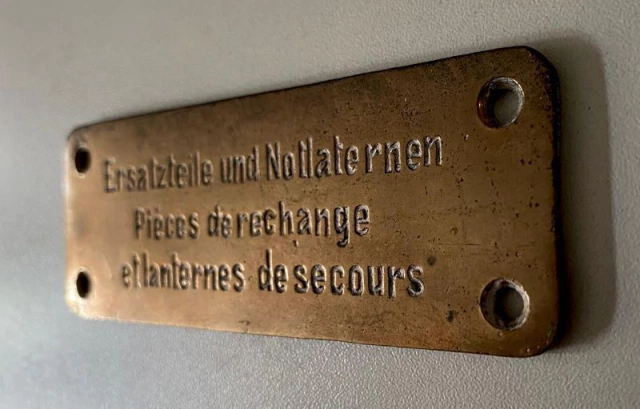 Ersatzteile und Notlaternen
Pièces de rechange
et lanternes de secours